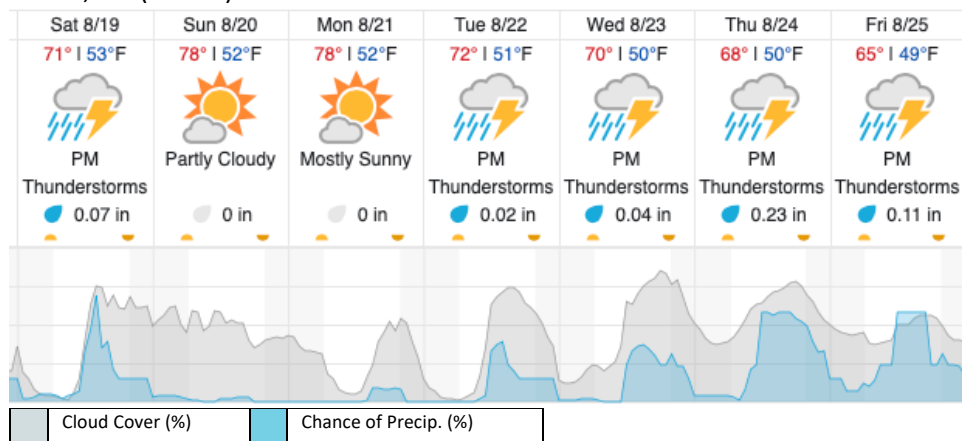 Sat 8/19 Sun 8/20 Mon 8/21 Tue 8/22 Wed 8/23 Thu 8/24 Fri 8/25
71° | 53°F 78° | 52°F 78° | 52°F 72° | 51°F 70° | 50°F 68° | 50°F 65° | 49°F
PM Partly Cloudy Mostly Sunny PM PM PM PM
Thunderstorms Thunderstorms Thunderstorms Thunderstorms Thunderstorms
0.07 in 0 in 0 in 0.02 in 0.04 in 0.23 in 0.11 in
Cloud Cover (%) Chance of Precip. (%)